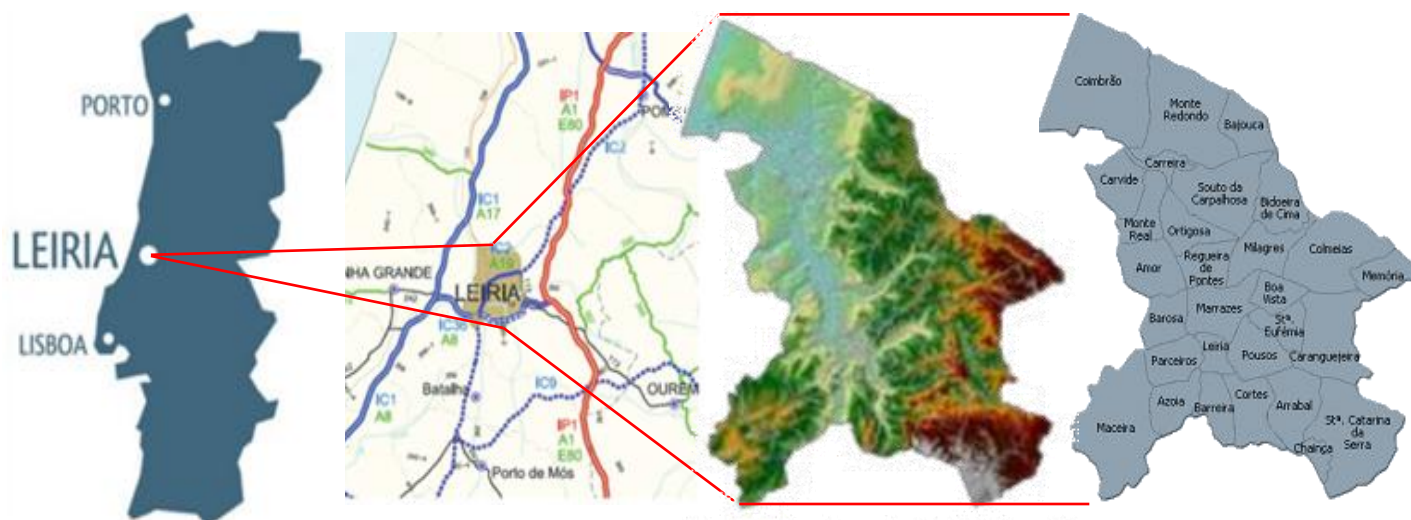 PORTO
LEIRIA
LISBOA
IP1
A1
E80
IC2
IC1
A17
IC2
A19
NHA GRANDE
242
LEIRIA
IC36
A8
Batalha
IC9
OURÉM
IC1
A8
IP1
A1
E80
Porto de Mós
Coimbrão
Monte
Redondo
Bajouca
Carreira
Carvide
Souto da
Carpalhosa
Bidoeira
de Cima
Monte
Real
Ortigosa
Milagres
Colmeias
Regueira
de
Pontes
Amor
Memória
Boa
Vista
Marrazes
Barosa
Stª.
Eufémia
Leiria
Parceiros
Pousos
Caranguejeira
Azoia
Cortes
Barreira
Arrabal
Maceira
Stª. Catarina
da
Serra
Chainça